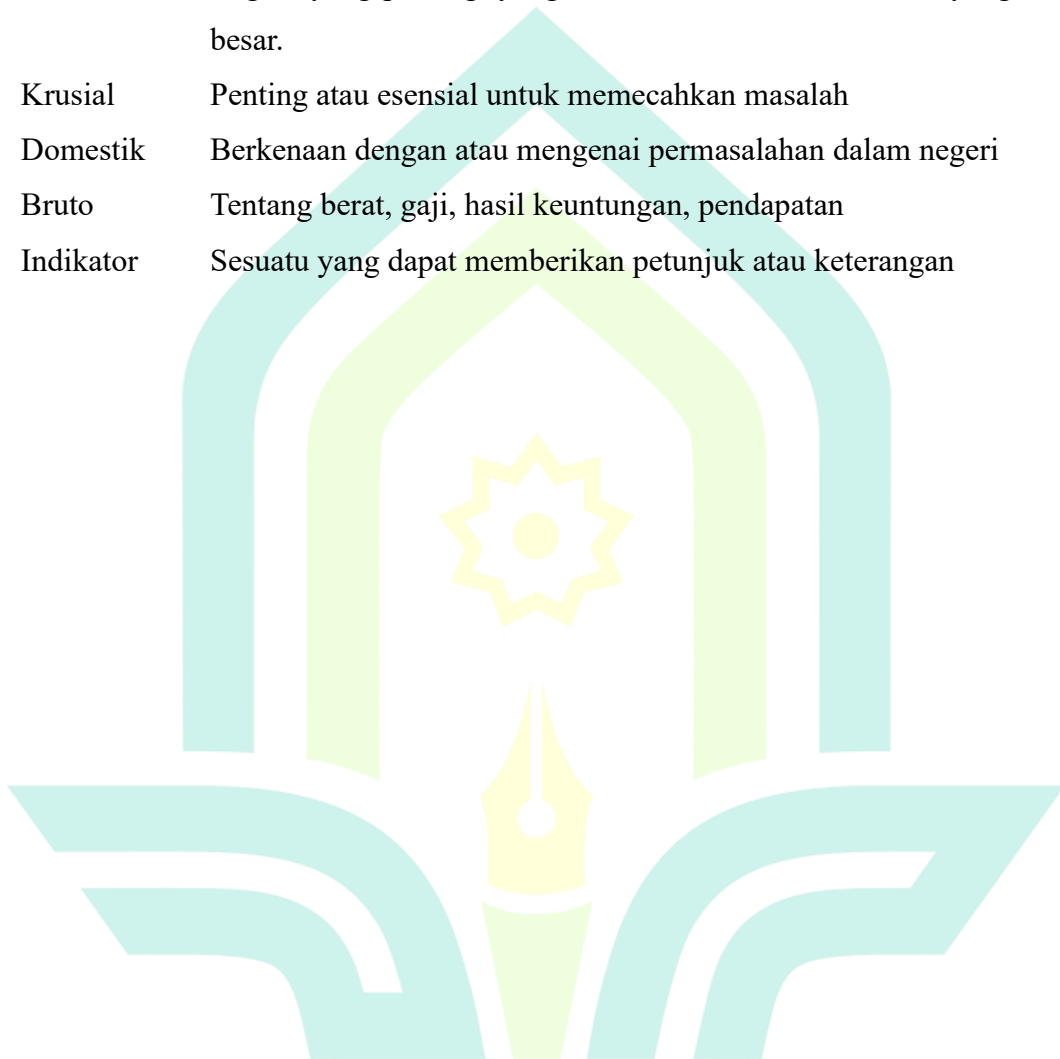 besar.
Krusial Penting atau esensial untuk memecahkan masalah
Domestik Berkenaan dengan atau mengenai permasalahan dalam negeri
Bruto Tentang berat, gaji, hasil keuntungan, pendapatan
Indikator Sesuatu yang dapat memberikan petunjuk atau keterangan